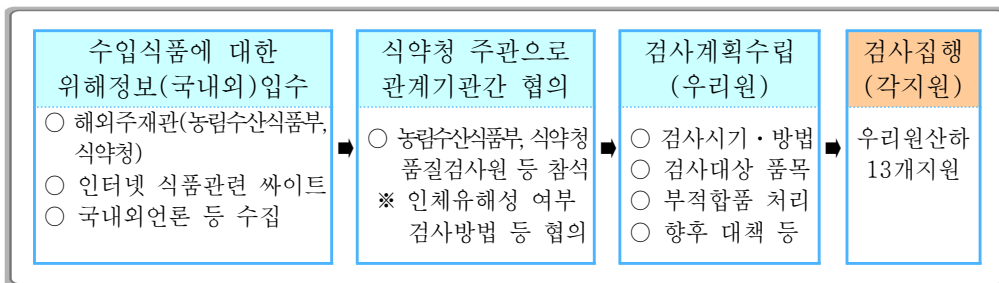 수입식품에 대한
위해정보(국내외)입수
○ 해외주재관(농림수산식품부,
식약청)
○ 인터넷 식품관련 싸이트
○ 국내외언론 등 수집
식약청 주관으로
관계기관간 협의
○ 농림수산식품부, 식약청
품질검사원 등 참석
※ 인체유해성 여부
검사방법 등 협의
검사계획수립
(우리원)
○ 검사시기・방법
○ 검사대상 품목
○ 부적합품 처리
○ 향후 대책 등
검사집행
(각지원)
우리원산하
13개지원